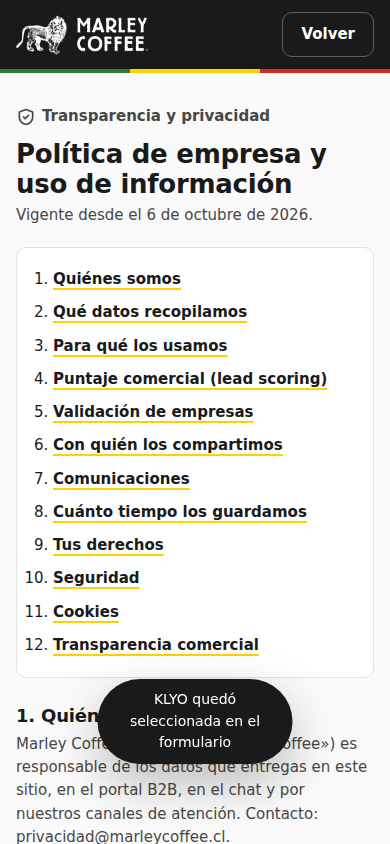 MARLEY
COFFEE
Volver
Transparencia y privacidad
Política de empresa y
uso de información
Vigente desde el 6 de octubre de 2026.
1. Quiénes somos
2. Qué datos recopilamos
3. Para qué los usamos
4. Puntaje comercial (lead scoring)
5. Validación de empresas
6. Con quién los compartimos
7. Comunicaciones
8. Cuánto tiempo los guardamos
9. Tus derechos
10. Seguridad
11. Cookies
12. Transparencia comercial
KLYO quedó
seleccionada en el
formulario
1. Quién
Marley Coffe offee») es
responsable de los datos que entregas en este
sitio, en el portal B2B, en el chat y por
nuestros canales de atención. Contacto:
privacidad@marleycoffee.cl.